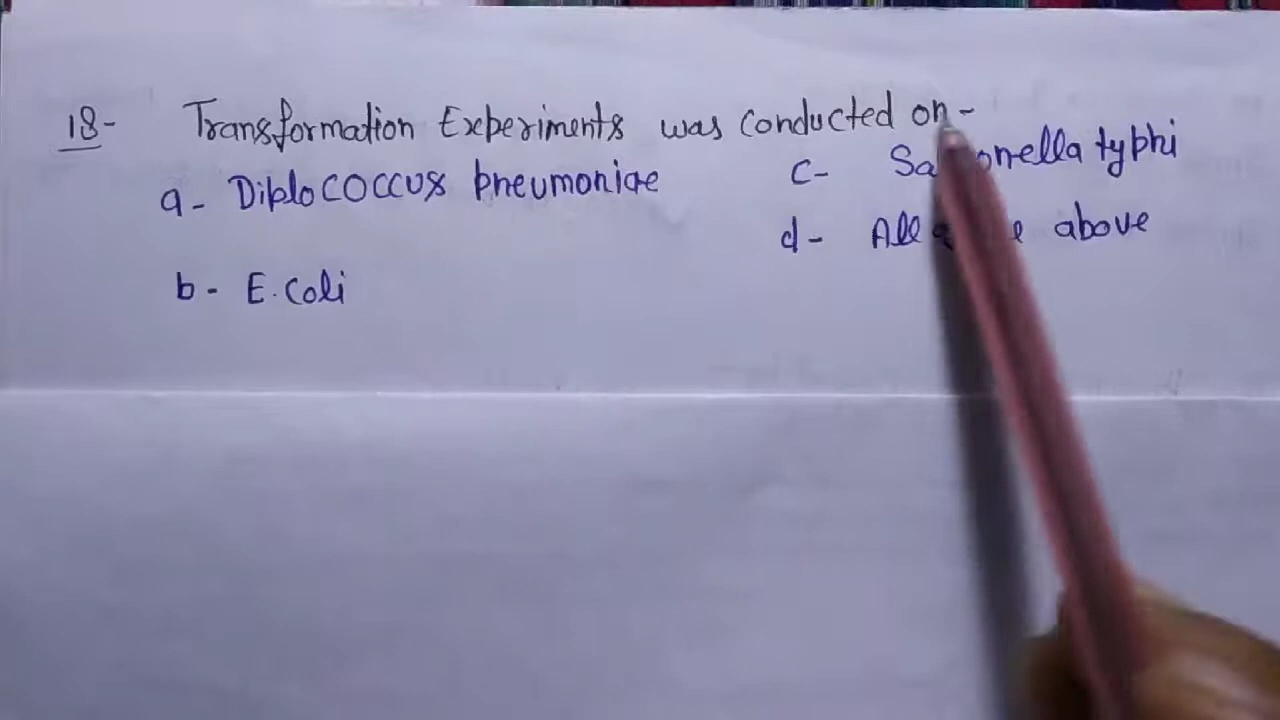 18- Transformation Experiments was conducted on-
a- Diplococcus pneumoniae
b- E.Coli
c- typhi
d- All above